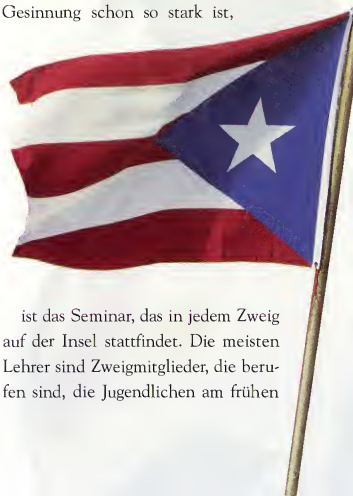 Gesinnung schon so stark ist,
ist das Seminar, das in jedem Zweig
auf der Insel stattfindet. Die meisten
Lehrer sind Zweigmitglieder, die beru-
fen sind, die Jugendlichen am frühen